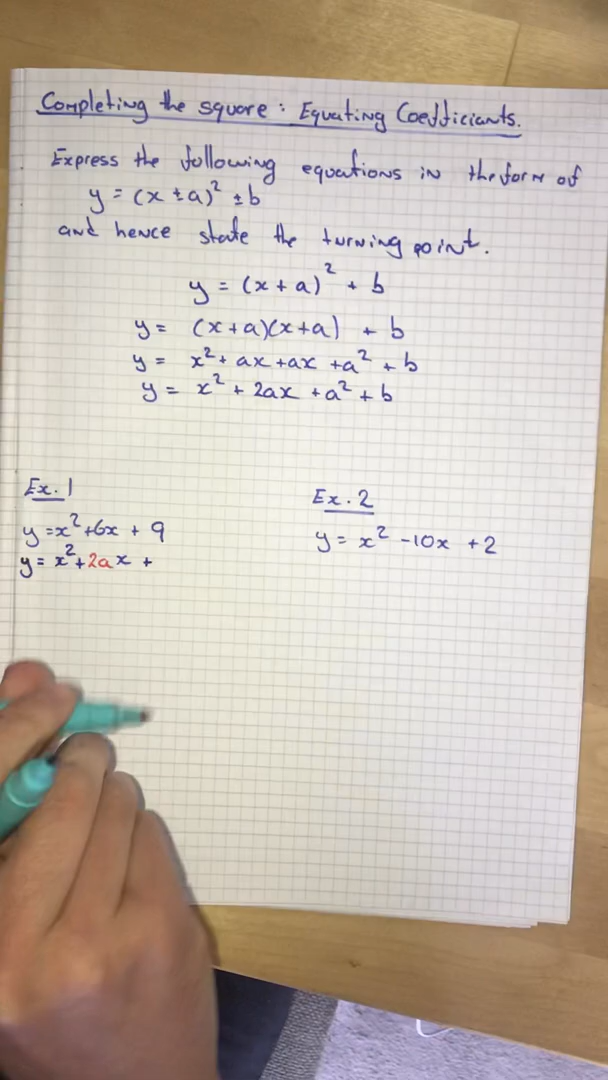 Completing the square : Equating Coefficiants.
Express the following equations in the form of
y = (x ± a)² ± b
and hence state the turning point.
y = (x + a)² + b
y = (x + a)(x + a) + b
y = x² + ax + ax + a² + b
y = x² + 2ax + a² + b
Ex. 1
y = x² + 6x + 9
y = x² + 2ax +
Ex. 2
y = x² - 10x + 2